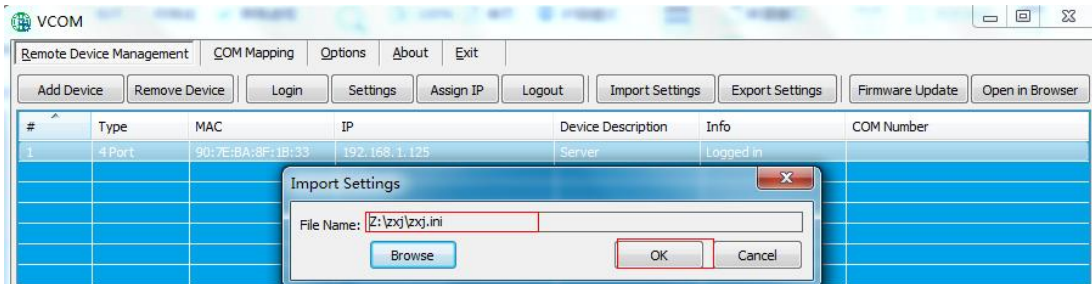 VCOM
Remote Device Management COM Mapping Options About Exit
Add Device Remove Device Login Settings Assign IP Logout Import Settings Export Settings Firmware Update Open in Browser
# Type MAC IP Device Description Info COM Number
1 4 Port 90:7E:BA:8F:1B:33 192.168.1.125 Server Logged in
Import Settings
File Name: Z:\zxj\zxj.ini
Browse OK Cancel